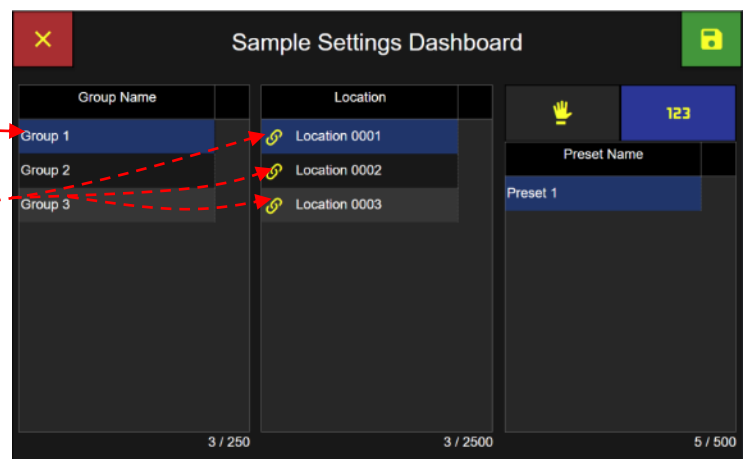 Sample Settings Dashboard
Group Name
Group 1
Group 2
Group 3
3 / 250
Location
Location 0001
Location 0002
Location 0003
3 / 2500
123
Preset Name
Preset 1
5 / 500